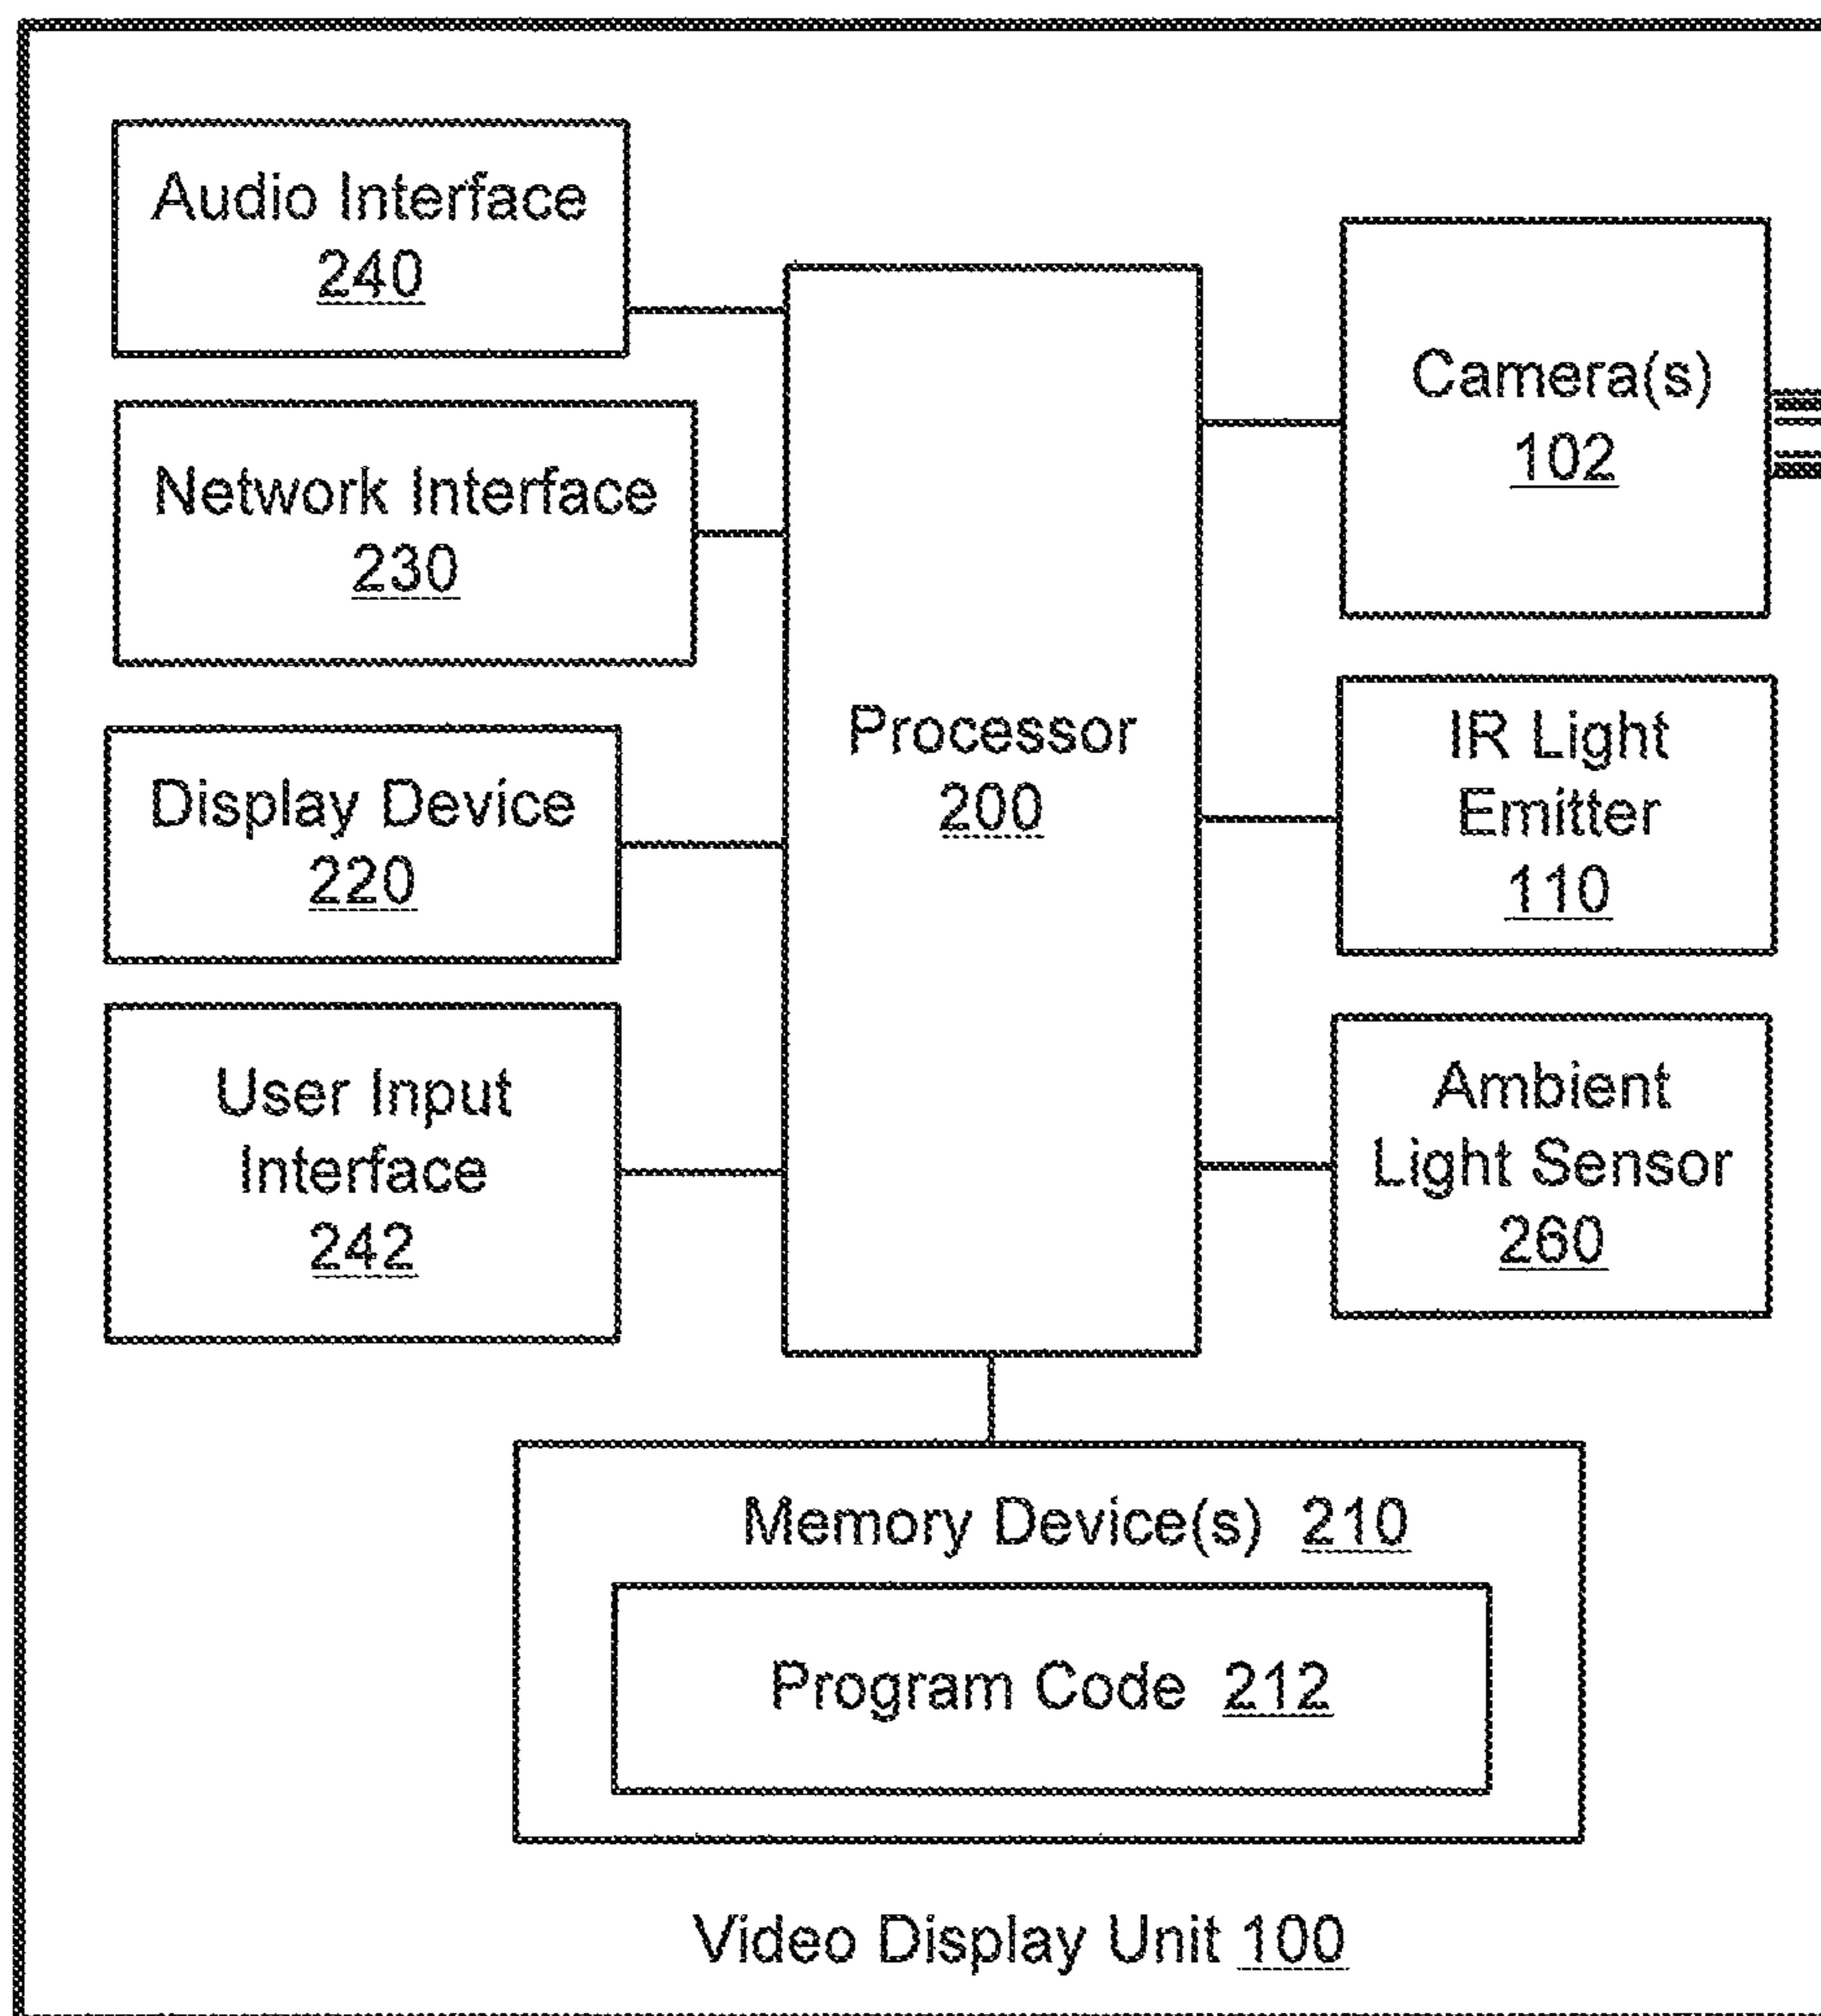 Audio Interface
240
Network Interface
230
Display Device
220
User Input
Interface
242
Processor
200
Camera(s)
102
IR Light
Emitter
110
Ambient
Light Sensor
260
Memory Device(s) 210
Program Code 212
Video Display Unit 100